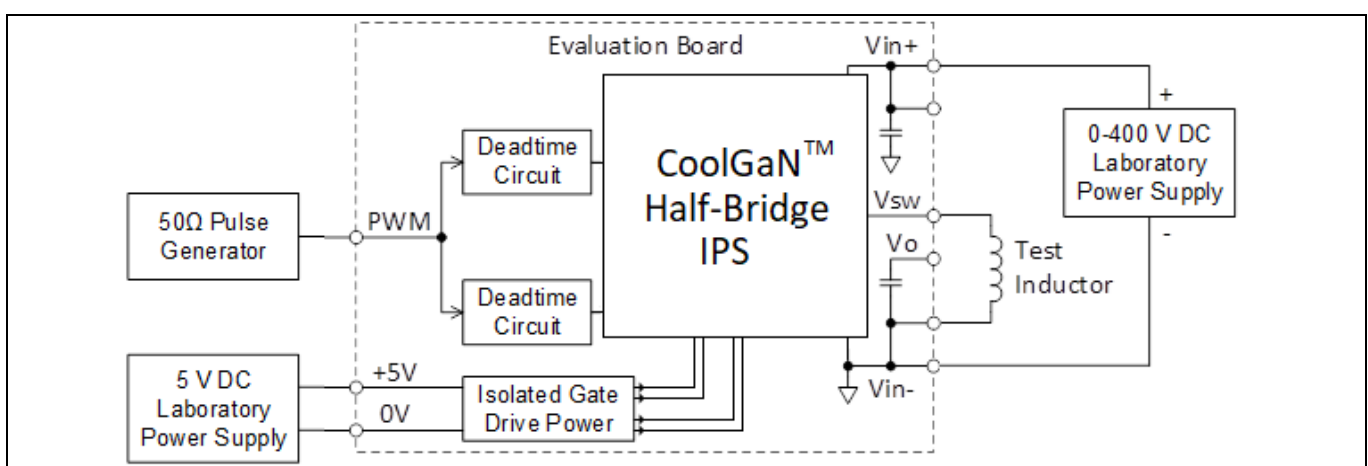 Evaluation Board
Vin+
+
0-400 V DC
Laboratory
Power Supply
-
Deadtime
Circuit
CoolGaN™
Half-Bridge
IPS
50Ω Pulse
Generator
PWM
Vsw
Vo
Test
Inductor
Deadtime
Circuit
5 V DC
Laboratory
Power Supply
+5V
0V
Isolated Gate
Drive Power
Vin-